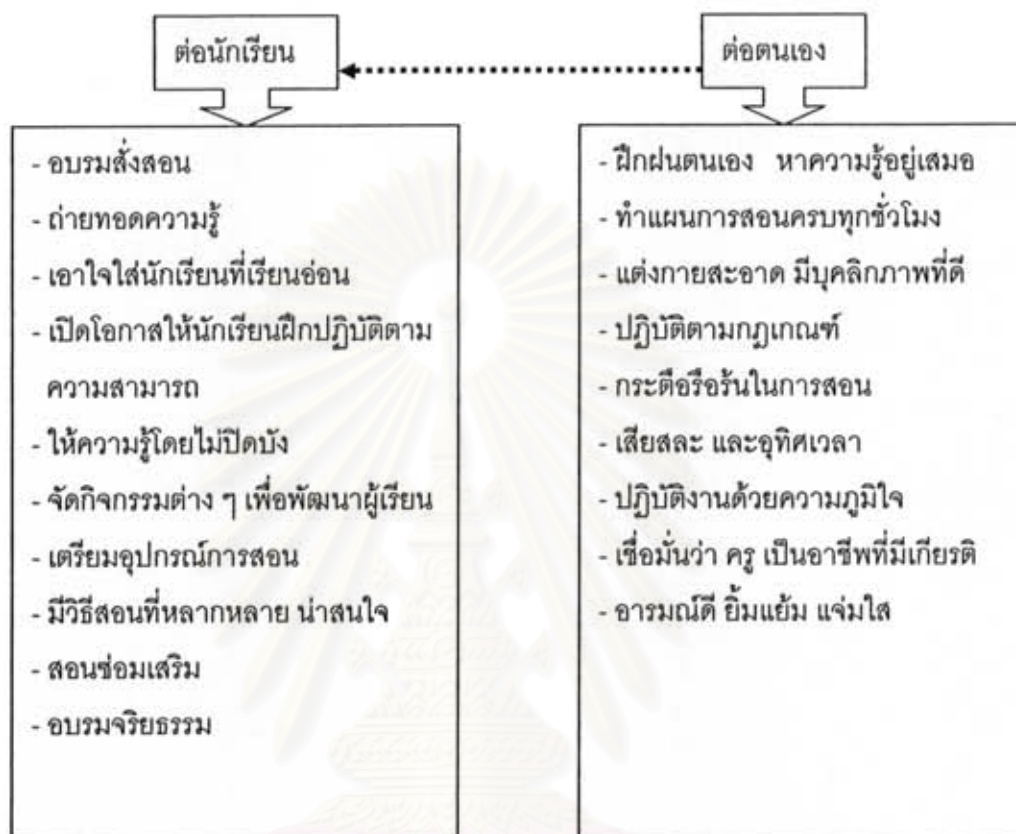 ต่อนักเรียน
- อบรมสั่งสอน
- ถ่ายทอดความรู้
- เอาใจใส่นักเรียนที่เรียนอ่อน
- เปิดโอกาสให้นักเรียนฝึกปฏิบัติตาม
ความสามารถ
- ให้ความรู้โดยไม่ปิดบัง
- จัดกิจกรรมต่าง ๆ เพื่อพัฒนาผู้เรียน
- เตรียมอุปกรณ์การสอน
- มีวิธีสอนที่หลากหลาย น่าสนใจ
- สอนซ่อมเสริม
- อบรมจริยธรรม
ต่อตนเอง
- ฝึกฝนตนเอง หาความรู้อยู่เสมอ
- ทำแผนการสอนครบทุกชั่วโมง
- แต่งกายสะอาด มีบุคลิกภาพที่ดี
- ปฏิบัติตามกฎเกณฑ์
- กระตือรือร้นในการสอน
- เสียสละ และอุทิศเวลา
- ปฏิบัติงานด้วยความภูมิใจ
- เชื่อมั่นว่า ครู เป็นอาชีพที่มีเกียรติ
- อารมณ์ดี ยิ้มแย้ม แจ่มใส